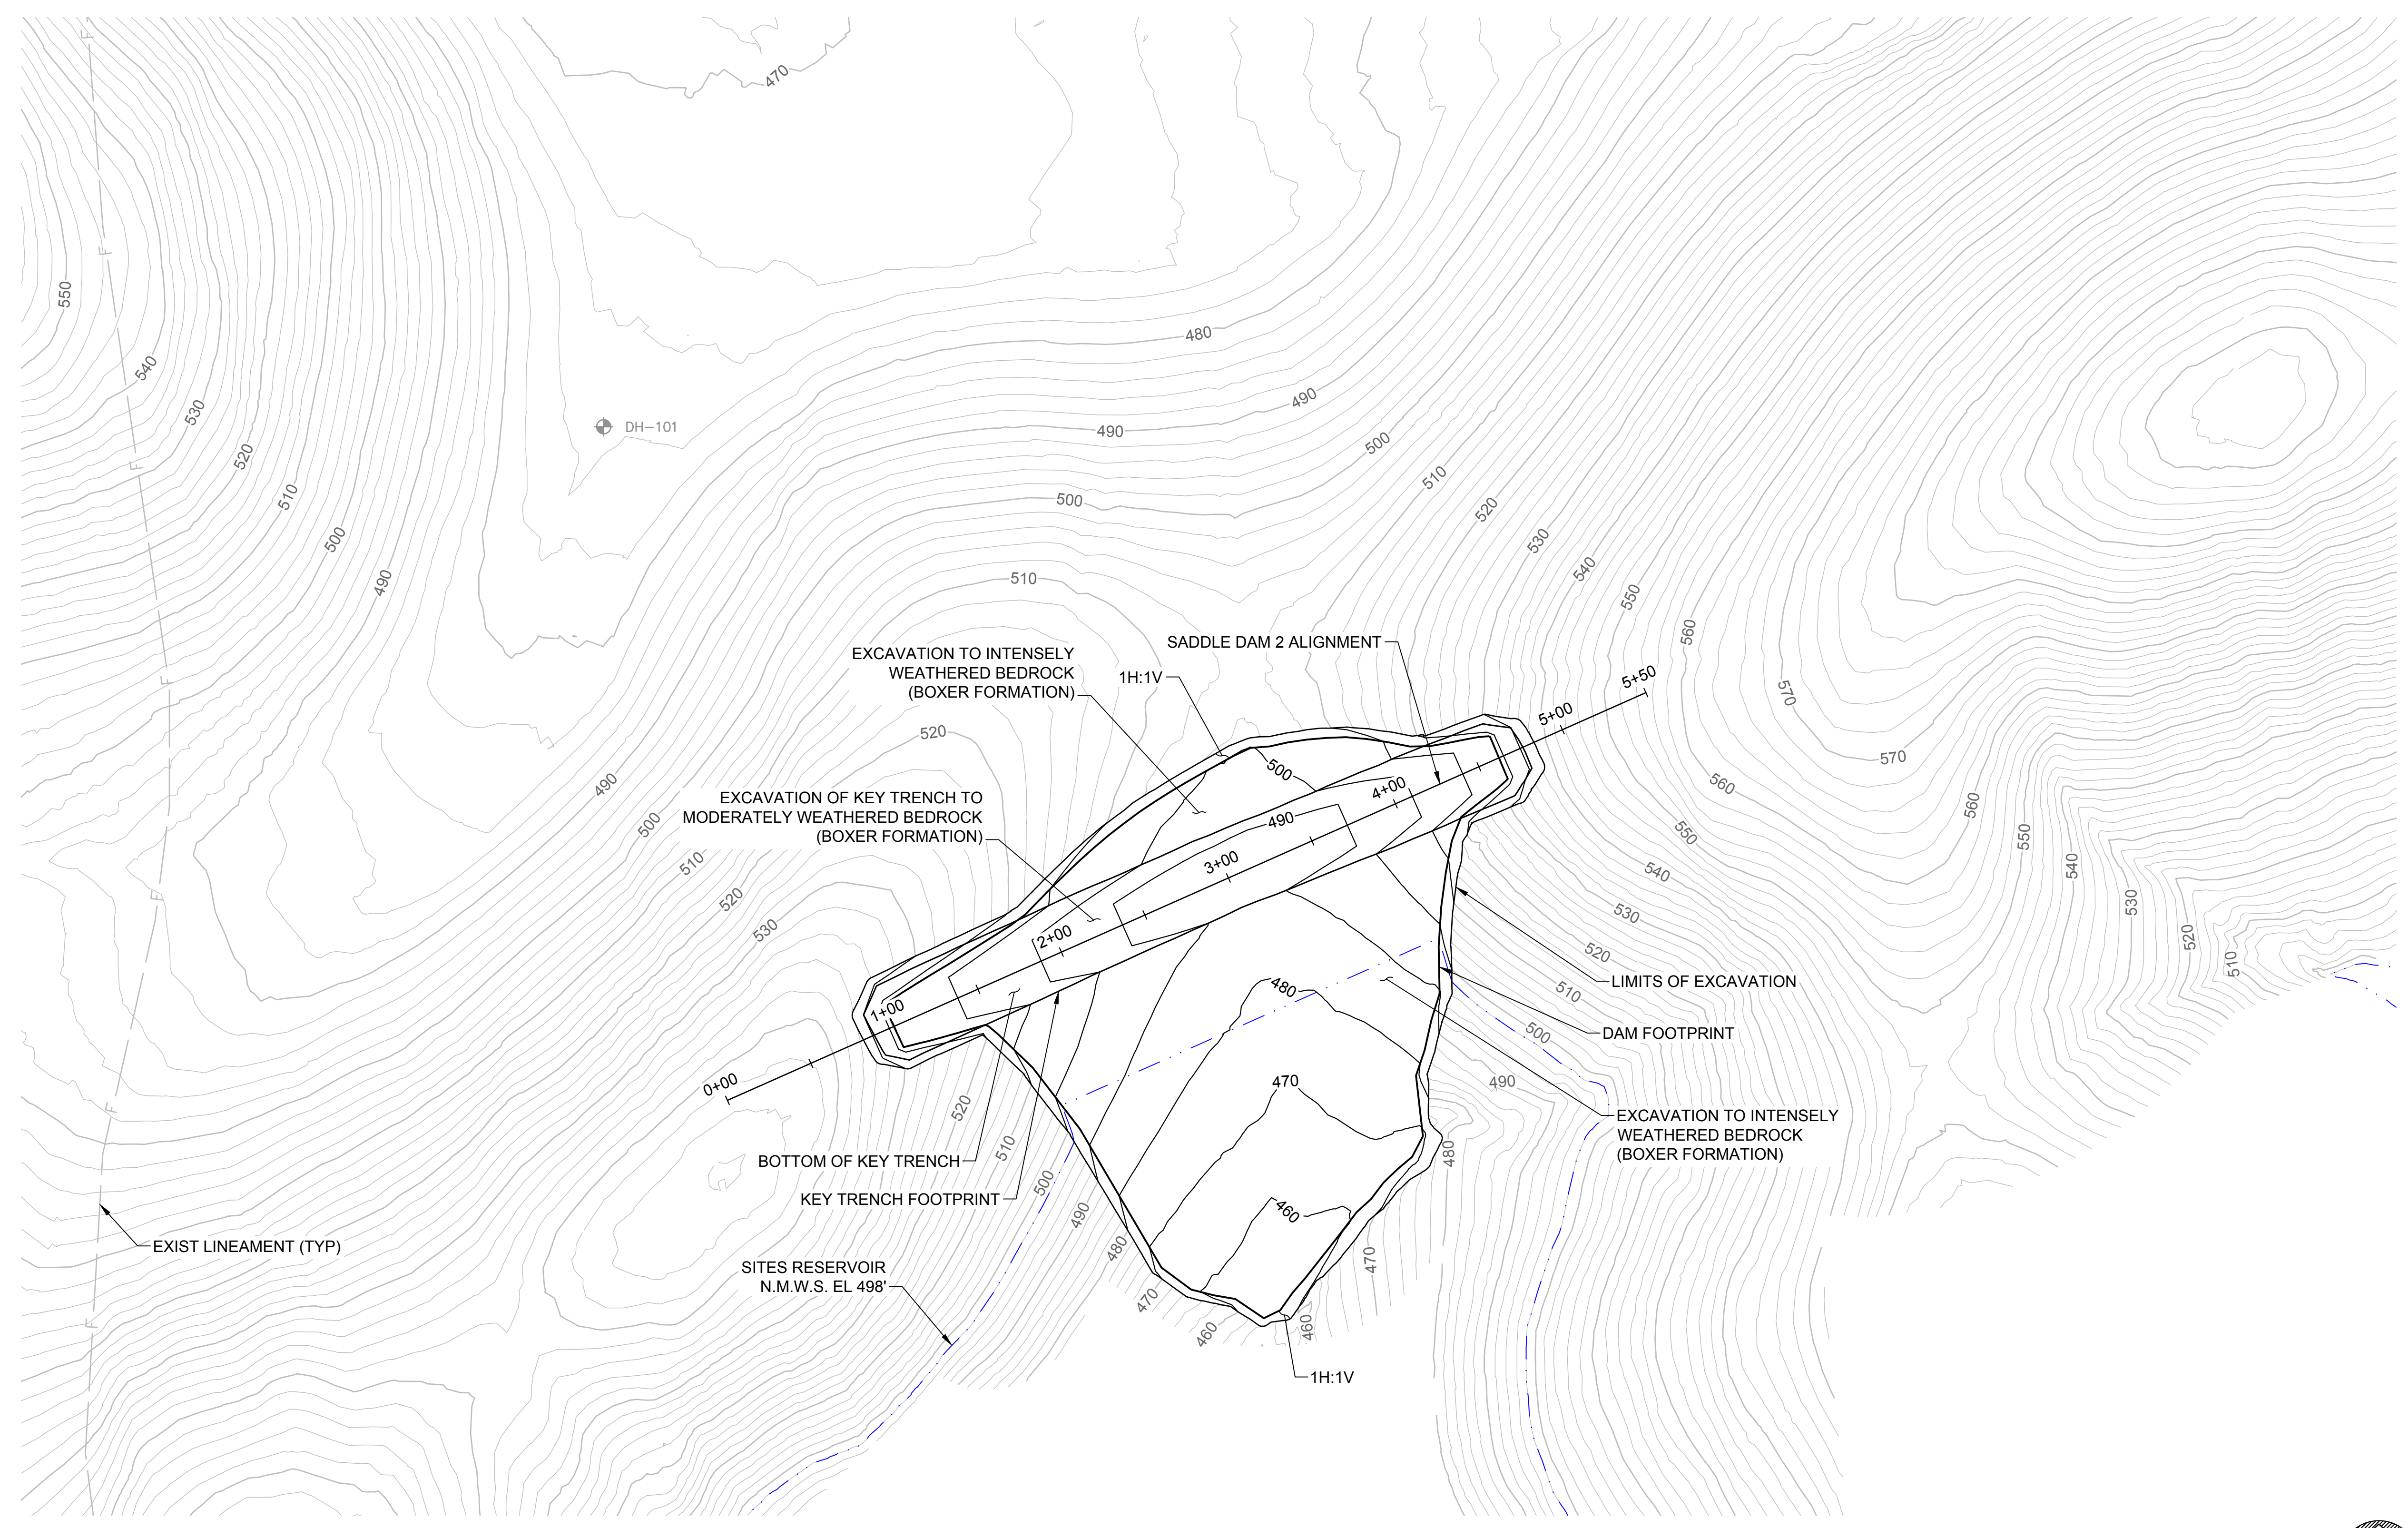 470
550
540
530
520
510
500
490
480
490
490
500
500
510
520
530
540
550
560
570
570
560
560
550
550
540
540
530
530
520
520
510
510
500
490
480
470
460
DH-101
510
520
490
500
510
520
530
SADDLE DAM 2 ALIGNMENT
EXCAVATION TO INTENSELY
WEATHERED BEDROCK
(BOXER FORMATION)
1H:1V
EXCAVATION OF KEY TRENCH TO
MODERATELY WEATHERED BEDROCK
(BOXER FORMATION)
0+00
1+00
2+00
3+00
4+00
5+00
5+50
500
490
480
470
460
LIMITS OF EXCAVATION
DAM FOOTPRINT
EXCAVATION TO INTENSELY
WEATHERED BEDROCK
(BOXER FORMATION)
BOTTOM OF KEY TRENCH
KEY TRENCH FOOTPRINT
520
510
500
490
480
470
460
EXIST LINEAMENT (TYP)
SITES RESERVOIR
N.M.W.S. EL 498'
1H:1V
F
F
F
F
F
F
F